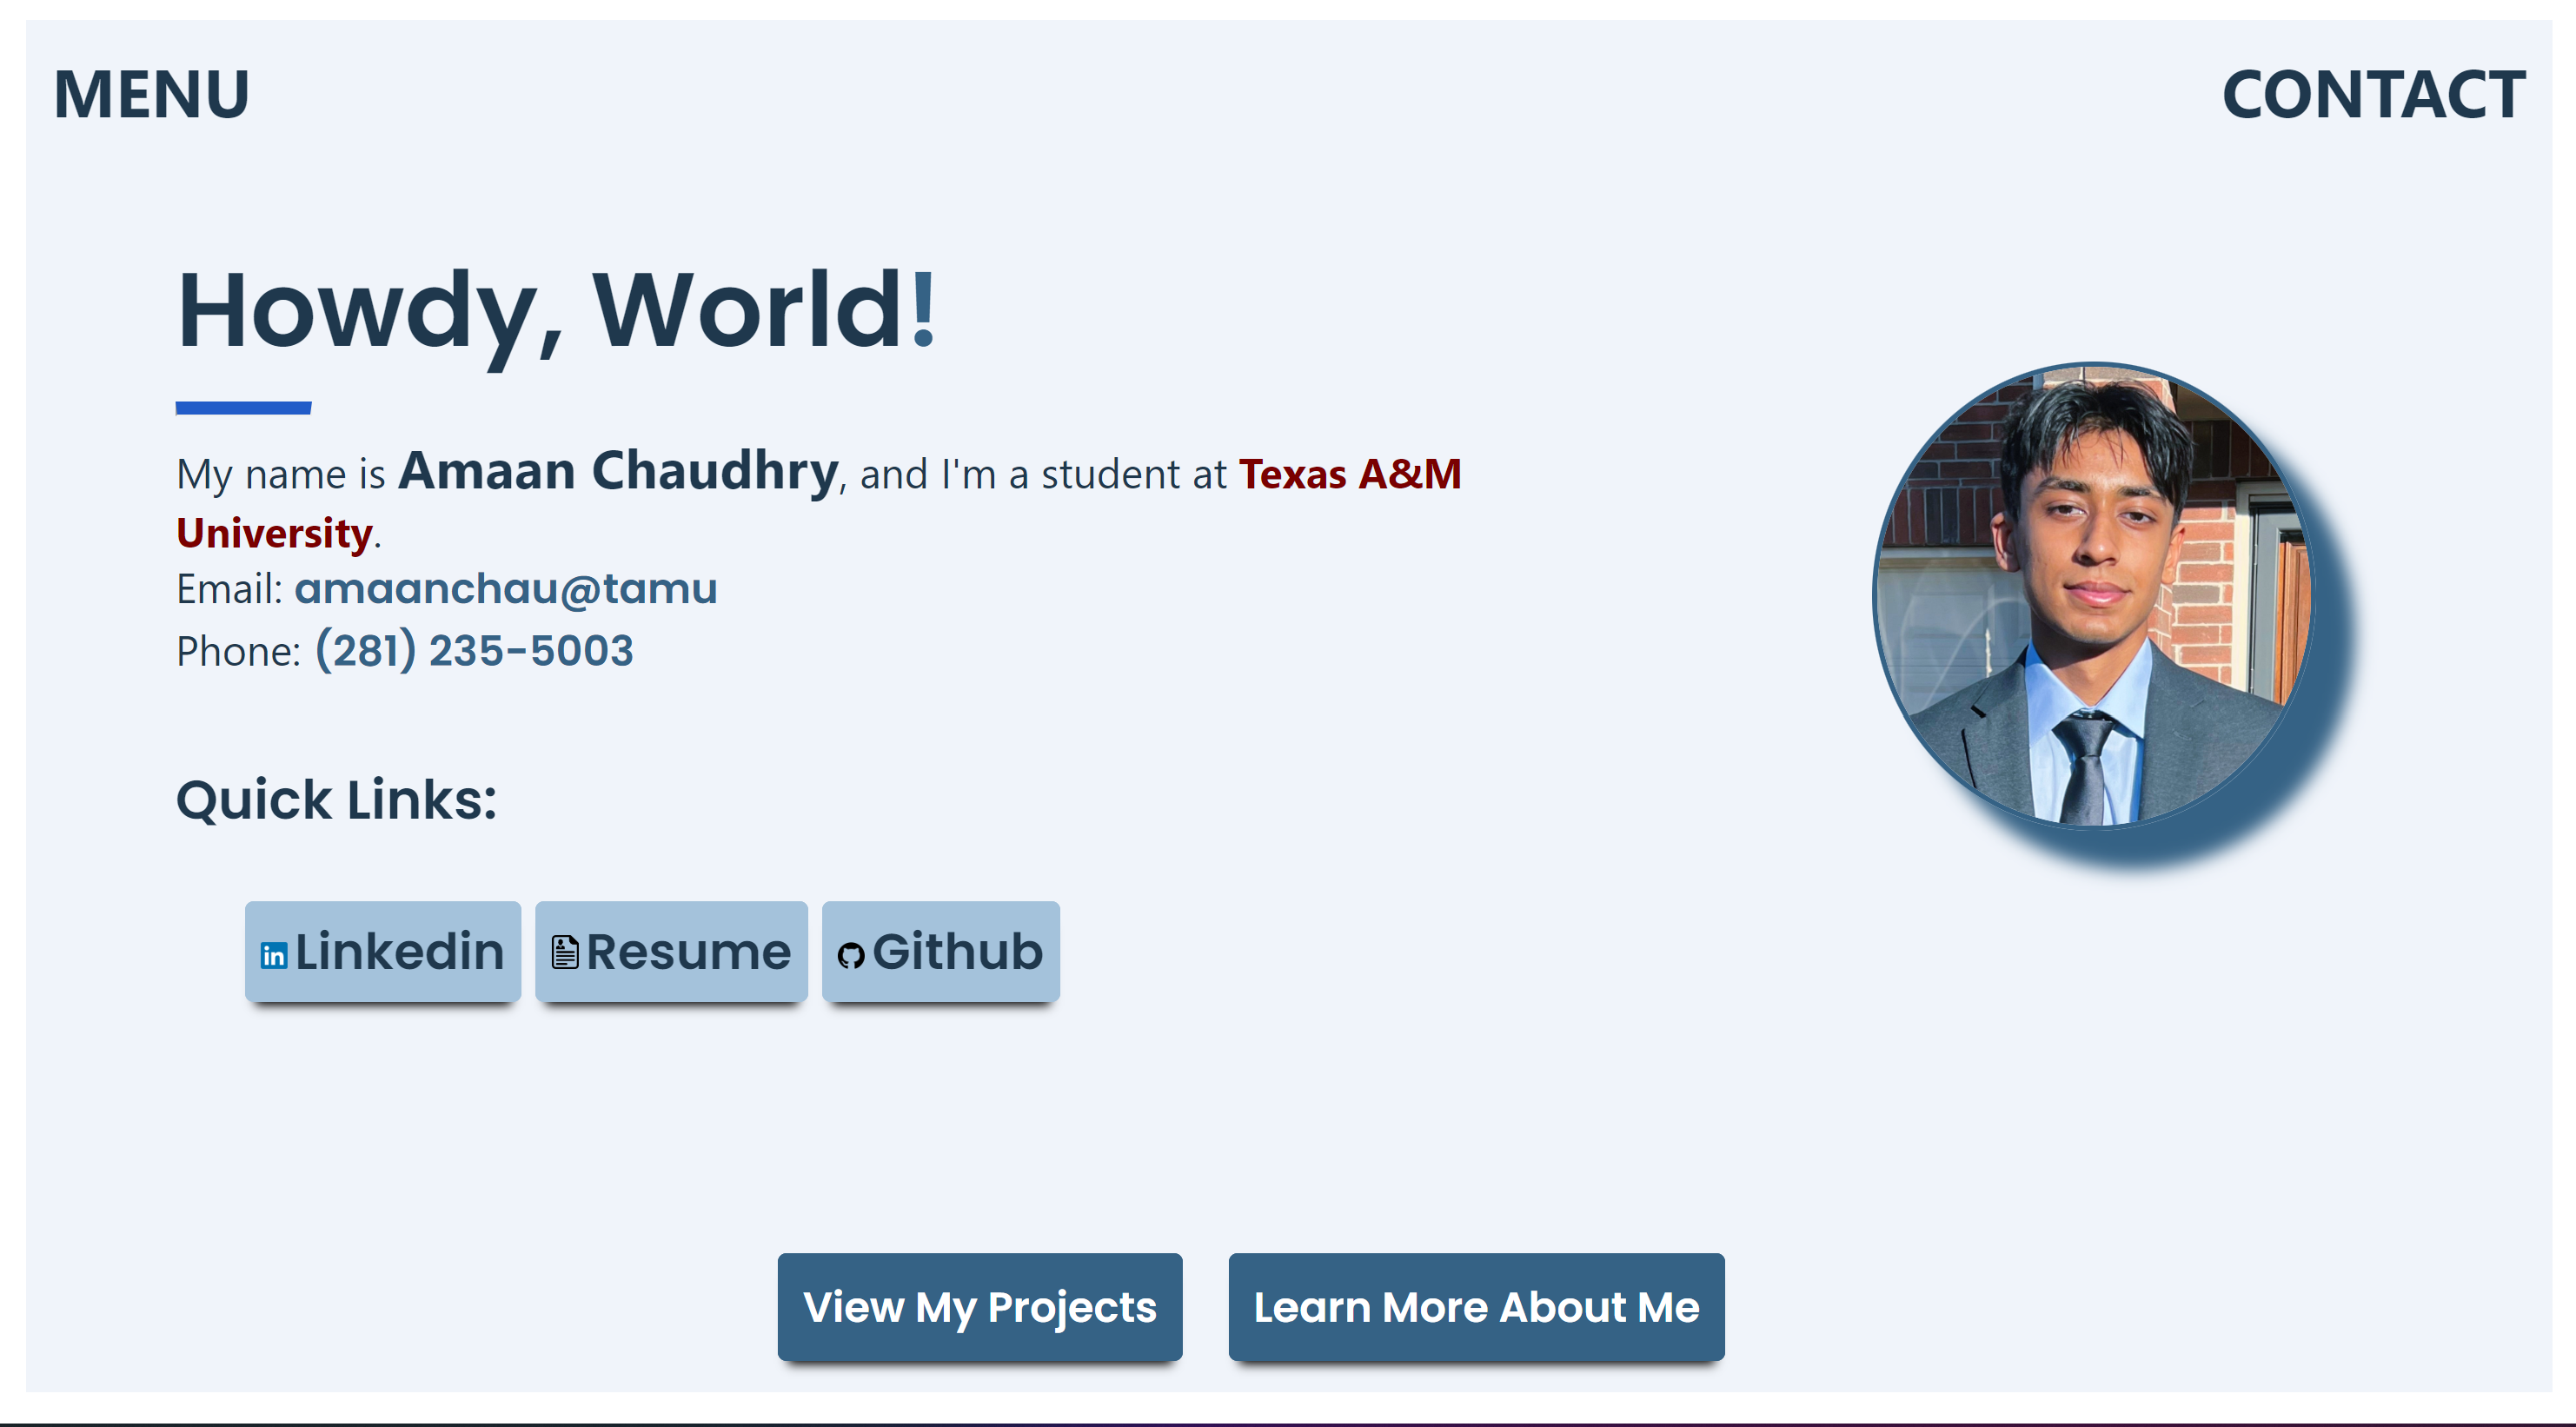 MENU
CONTACT
Howdy, World!
My name is Amaan Chaudhry, and I'm a student at Texas A&M
University.
Email: amaanchau@tamu
Phone: (281) 235-5003
Quick Links:
in Linkedin
Resume
Github
View My Projects
Learn More About Me